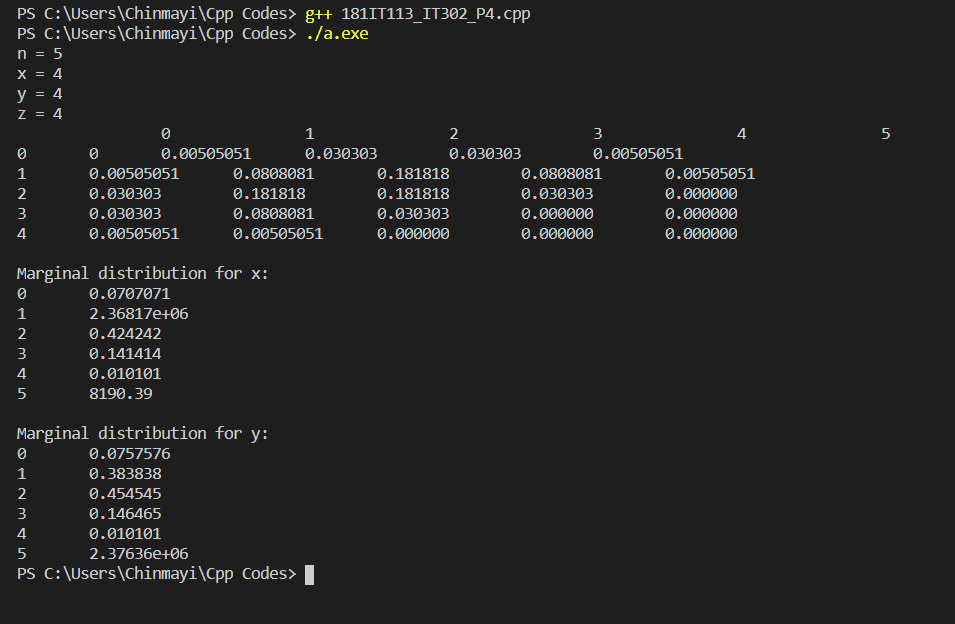 PS C:\Users\Chinmayi\Cpp Codes> g++ 181IT113_IT302_P4.cpp
PS C:\Users\Chinmayi\Cpp Codes> ./a.exe
n = 5
x = 4
y = 4
z = 4
0 1 2 3 4 5
0 0 0.00505051 0.030303 0.030303 0.00505051
1 0.00505051 0.0808081 0.181818 0.0808081 0.00505051
2 0.030303 0.181818 0.181818 0.030303 0.000000
3 0.030303 0.0808081 0.030303 0.000000 0.000000
4 0.00505051 0.00505051 0.000000 0.000000 0.000000
Marginal distribution for x:
0 0.0707071
1 2.36817e+06
2 0.424242
3 0.141414
4 0.010101
5 8190.39
Marginal distribution for y:
0 0.0757576
1 0.383838
2 0.454545
3 0.146465
4 0.010101
5 2.37636e+06
PS C:\Users\Chinmayi\Cpp Codes>